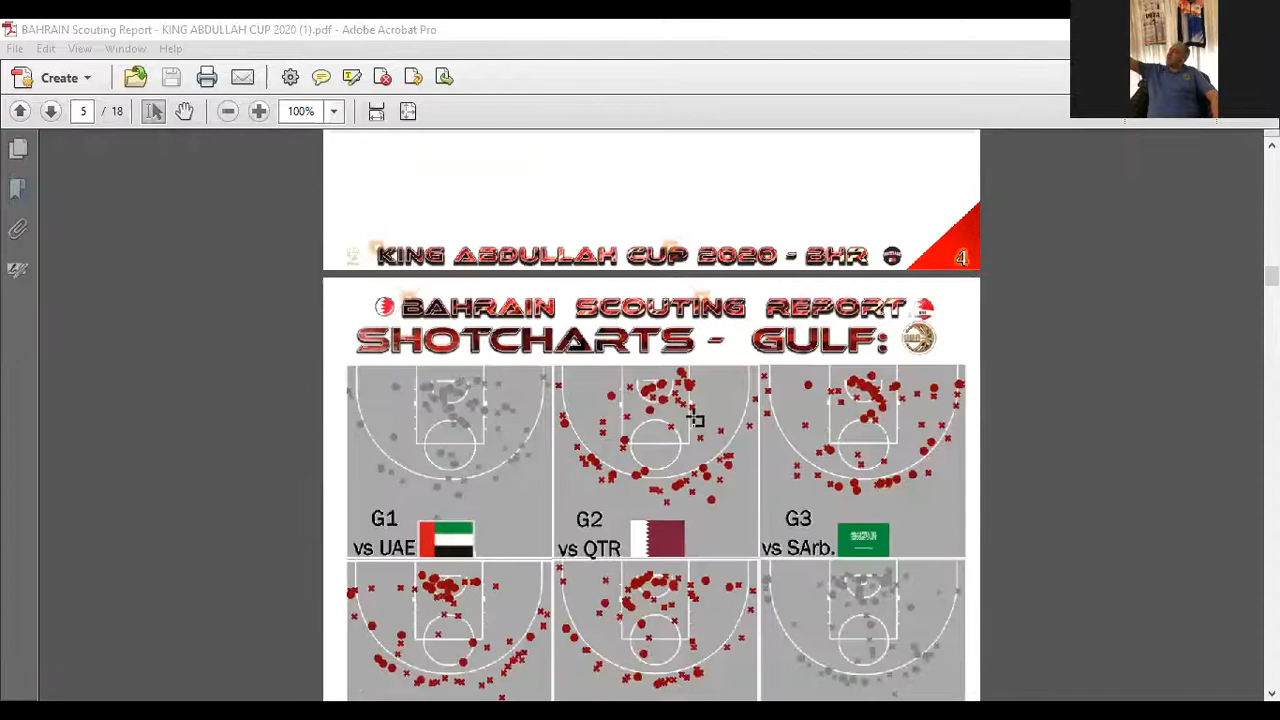 BAHRAIN Scouting Report - KING ABDULLAH CUP 2020 (1).pdf - Adobe Acrobat Pro
File Edit View Window Help
Create
5 / 18 100%
KING ABDULLAH CUP 2020 - BHR 4
BAHRAIN SCOUTING REPORT
SHOTCHARTS - GULF:
G1
vs UAE
G2
vs QTR
G3
vs SArb.